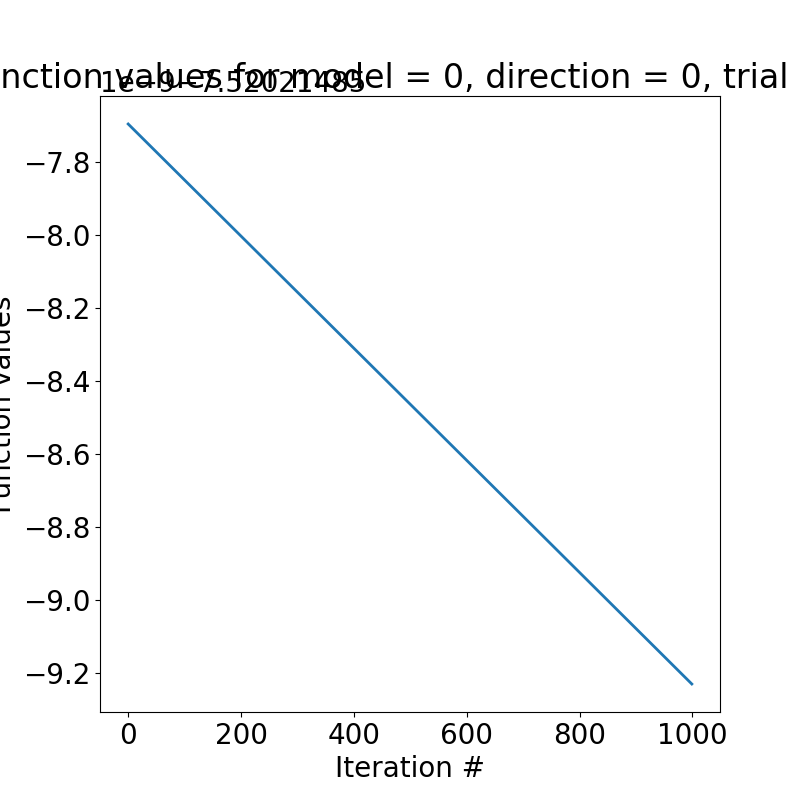 nction values for model = 0, direction = 0, trial
1e−9−7.52021485
−7.8
−8.0
−8.2
−8.4
−8.6
−8.8
−9.0
−9.2
Function values
0 200 400 600 800 1000
Iteration #